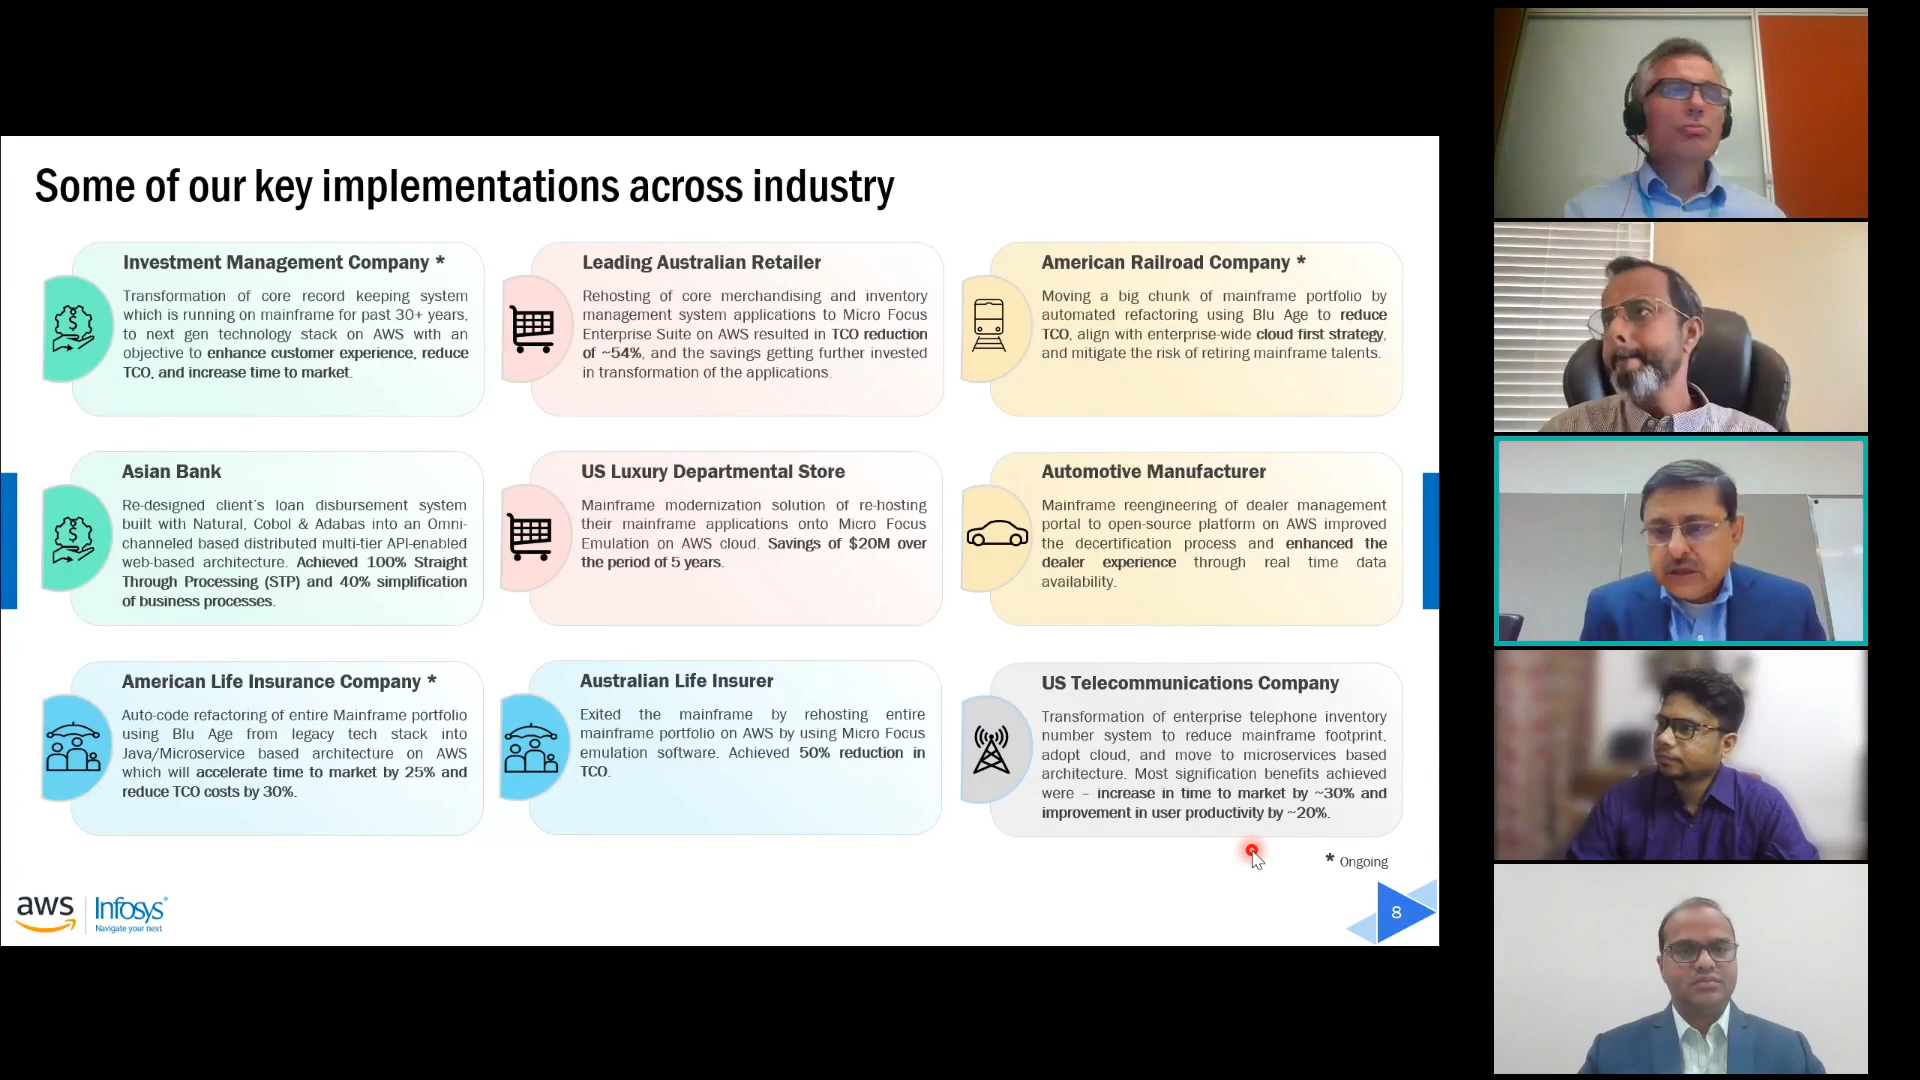 Some of our key implementations across industry
Investment Management Company *
Transformation of core record keeping system
which is running on mainframe for past 30+ years,
to next gen technology stack on AWS with an
objective to enhance customer experience, reduce
TCO, and increase time to market.
Leading Australian Retailer
Rehosting of core merchandising and inventory
management system applications to Micro Focus
Enterprise Suite on AWS resulted in TCO reduction
of ~54%, and the savings getting further invested
in transformation of the applications.
American Railroad Company *
Moving a big chunk of mainframe portfolio by
automated refactoring using Blu Age to reduce
TCO, align with enterprise-wide cloud first strategy,
and mitigate the risk of retiring mainframe talents.
Asian Bank
Re-designed client's loan disbursement system
built with Natural, Cobol & Adabas into an Omni-
channeled based distributed multi-tier API-enabled
web-based architecture. Achieved 100% Straight
Through Processing (STP) and 40% simplification
of business processes.
US Luxury Departmental Store
Mainframe modernization solution of re-hosting
their mainframe applications onto Micro Focus
Emulation on AWS cloud. Savings of $20M over
the period of 5 years.
Automotive Manufacturer
Mainframe reengineering of dealer management
portal to open-source platform on AWS improved
the decertification process and enhanced the
dealer experience through real time data
availability.
American Life Insurance Company *
Auto-code refactoring of entire Mainframe portfolio
using Blu Age from legacy tech stack into
Java/Microservice based architecture on AWS
which will accelerate time to market by 25% and
reduce TCO costs by 30%.
Australian Life Insurer
Exited the mainframe by rehosting entire
mainframe portfolio on AWS by using Micro Focus
emulation software. Achieved 50% reduction in
TCO.
US Telecommunications Company
Transformation of enterprise telephone inventory
number system to reduce mainframe footprint,
adopt cloud, and move to microservices based
architecture. Most signification benefits achieved
were – increase in time to market by ~30% and
improvement in user productivity by ~20%.
* Ongoing
aws
Infosys®
Navigate your next
8